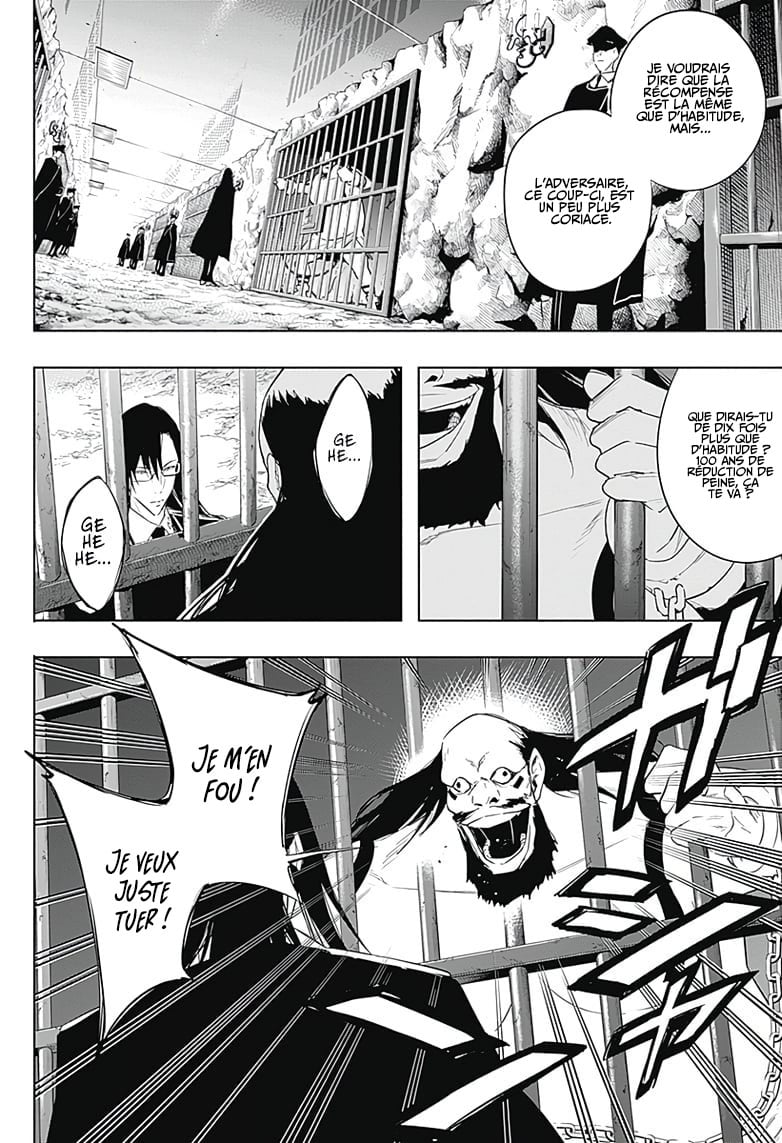 JE VOUDRAIS
DIRE QUE LA
RÉCOMPENSE
EST LA MÊME
QUE D'HABITUDE,
MAIS...
L'ADVERSAIRE,
CE COUP-CI, EST
UN PEU PLUS
CORIACE.
QUE DIRAIS-TU
DE DIX FOIS
PLUS QUE
D'HABITUDE ?
100 ANS DE
RÉDUCTION DE
PEINE, ÇA
TE VA ?
GE
HE...
GE
HE
HE...
JE M'EN
FOU !
JE VEUX
JUSTE
TUER !